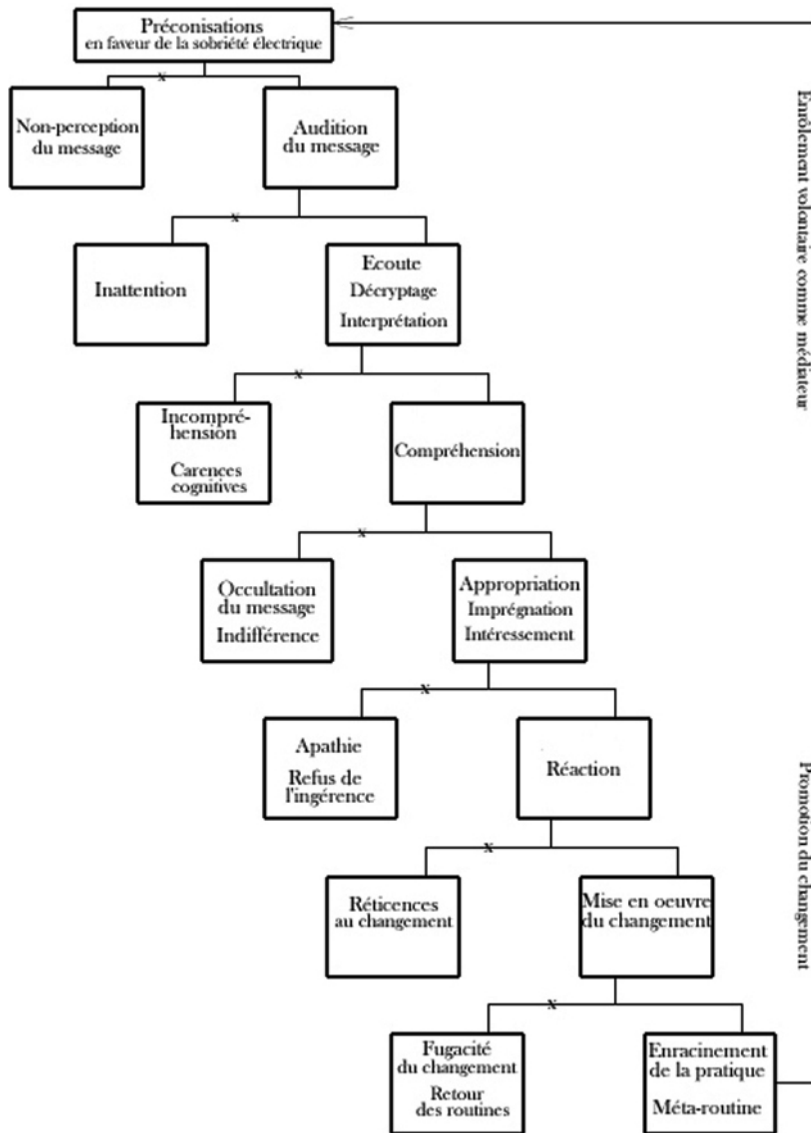 Préconisations
en faveur de la sobriété électrique
x
Non-perception
du message
Audition
du message
x
Inattention
Ecoute
Décryptage
Interprétation
x
Incompré-
hension
Carences
cognitives
Compréhension
x
Occultation
du message
Indifférence
Appropriation
Imprégnation
Intéressement
x
Apathie
Refus de
l'ingérence
Réaction
x
Réticences
au changement
Mise en oeuvre
du changement
x
Fugacité
du changement
Retour
des routines
Enracinement
de la pratique
Méta-routine
Enrôlement volontaire comme médiateur
Promotion du changement